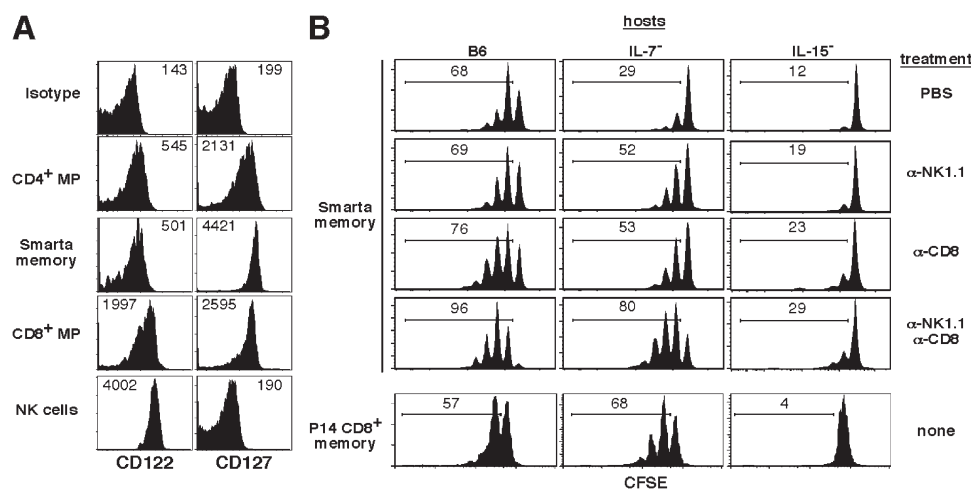 A
Isotype
143
199
CD4+ MP
545
2131
Smarta
memory
501
4421
CD8+ MP
1997
2595
NK cells
4002
190
CD122
CD127
B
hosts
B6
IL-7-
IL-15-
treatment
Smarta
memory
68
29
12
PBS
69
52
19
α-NK1.1
76
53
23
α-CD8
96
80
29
α-NK1.1
α-CD8
P14 CD8+
memory
57
68
4
none
CFSE